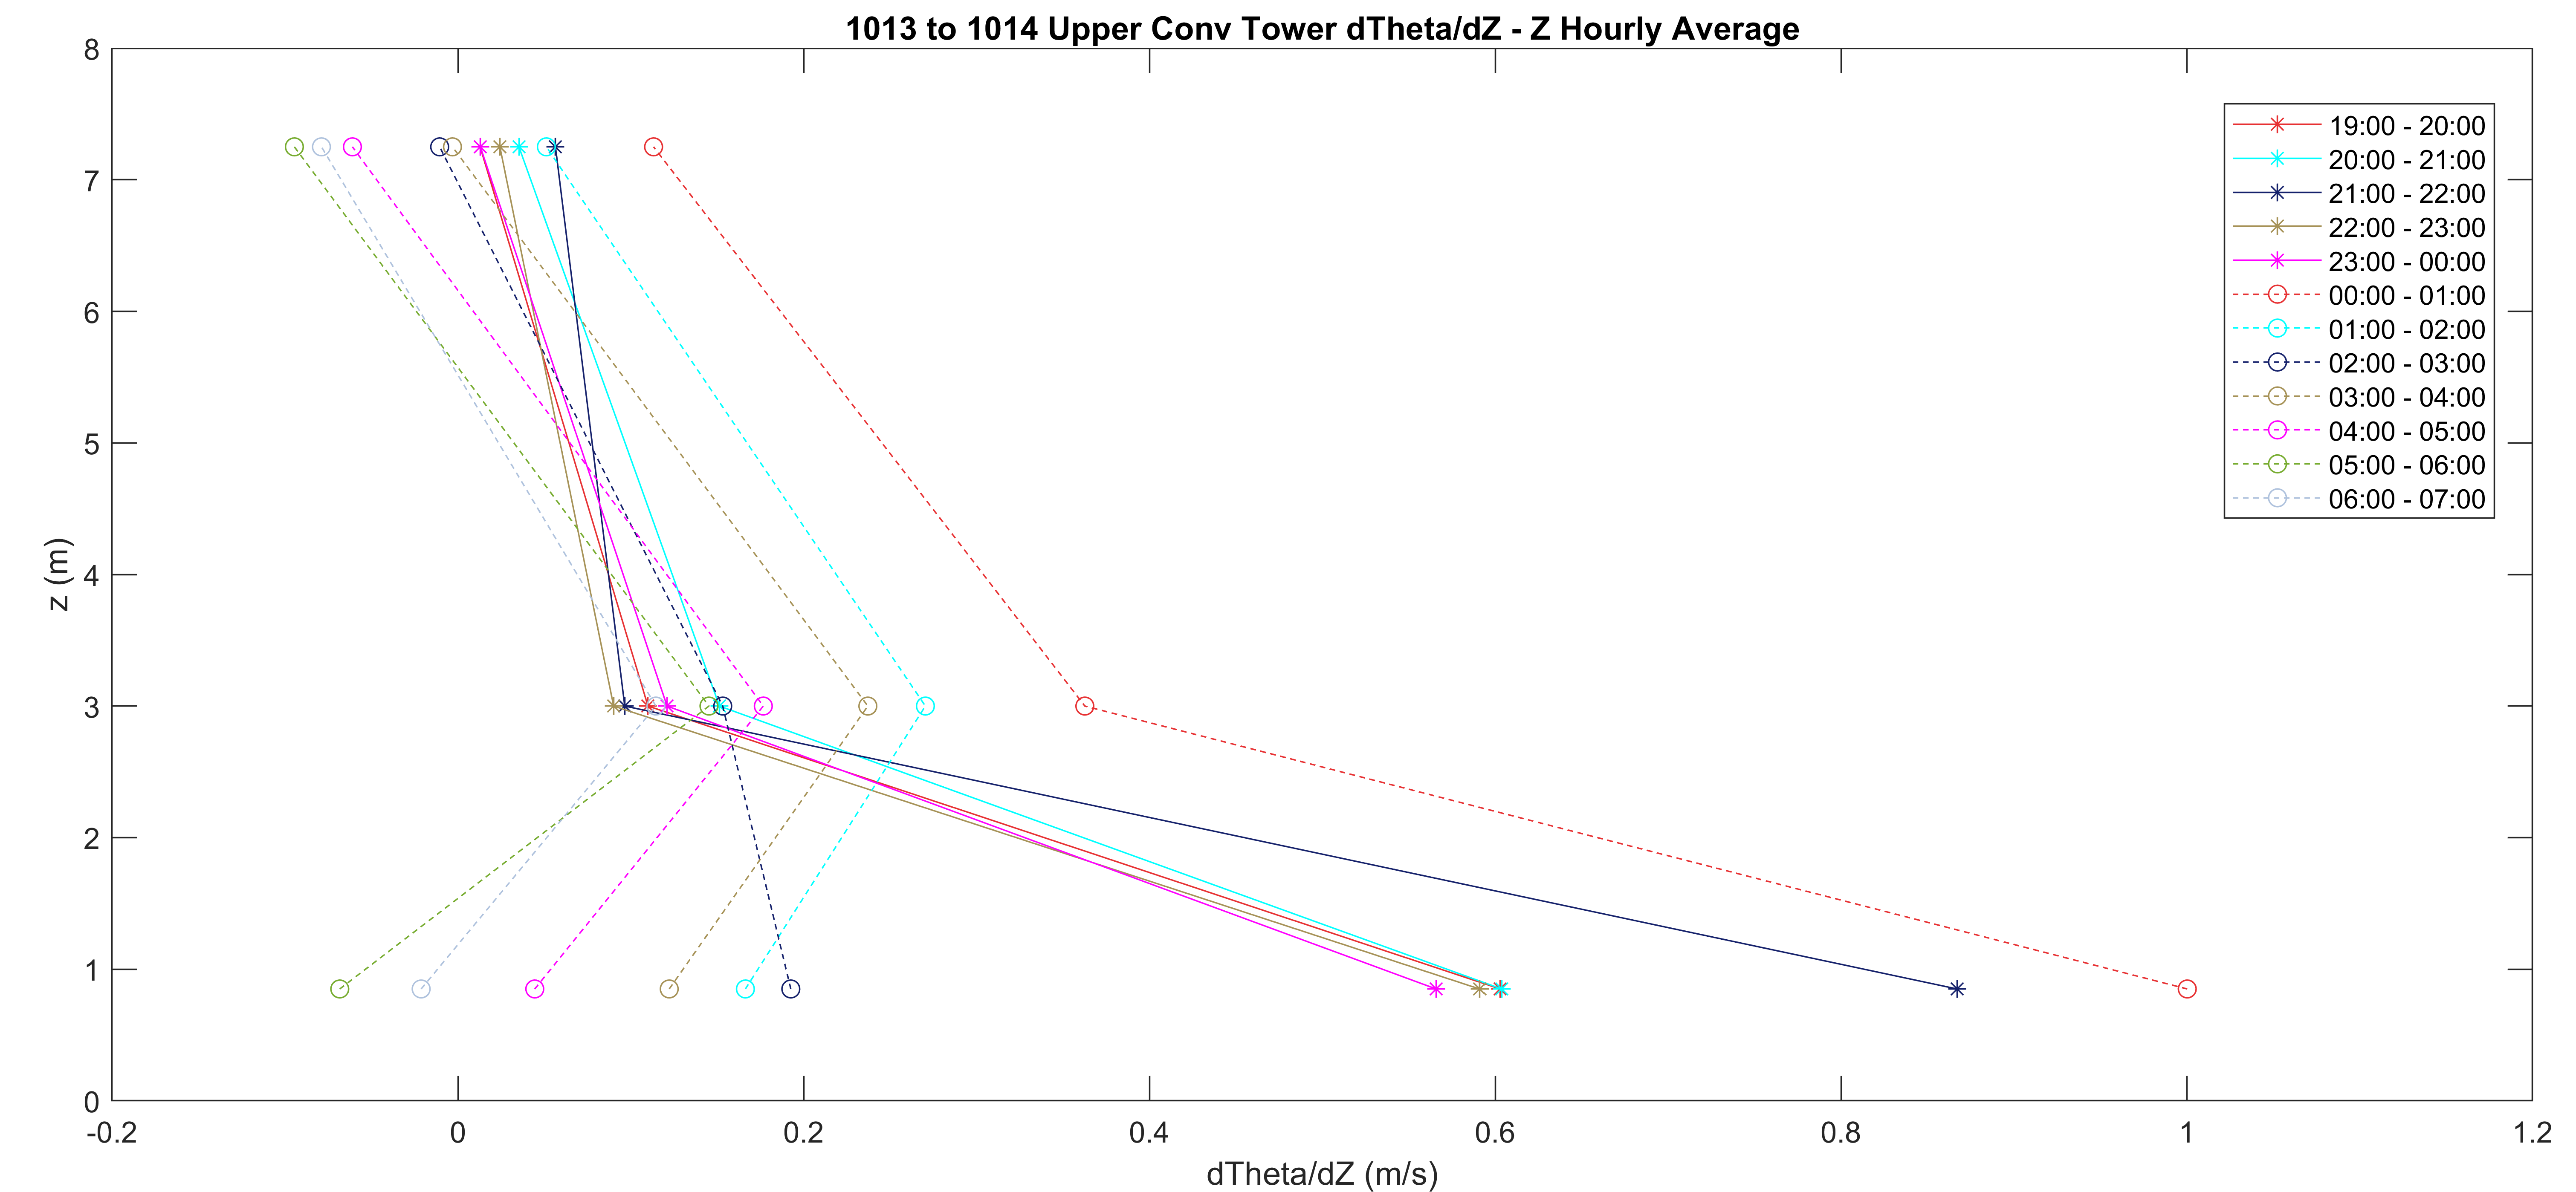 1013 to 1014 Upper Conv Tower dTheta/dZ - Z Hourly Average
8
7
6
5
4
3
2
1
0
z (m)
-0.2 0 0.2 0.4 0.6 0.8 1 1.2
dTheta/dZ (m/s)
19:00 - 20:00
20:00 - 21:00
21:00 - 22:00
22:00 - 23:00
23:00 - 00:00
00:00 - 01:00
01:00 - 02:00
02:00 - 03:00
03:00 - 04:00
04:00 - 05:00
05:00 - 06:00
06:00 - 07:00